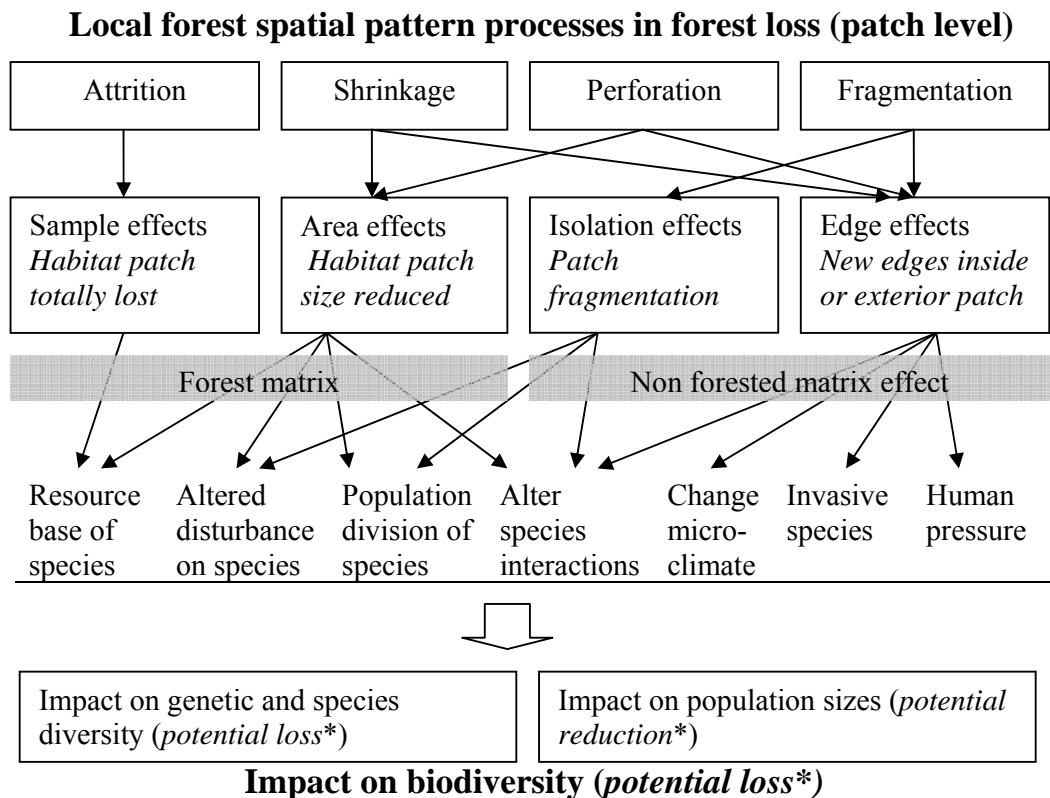 Local forest spatial pattern processes in forest loss (patch level)
Attrition
Shrinkage
Perforation
Fragmentation
Sample effects
Habitat patch
totally lost
Area effects
Habitat patch
size reduced
Isolation effects
Patch
fragmentation
Edge effects
New edges inside
or exterior patch
Forest matrix
Non forested matrix effect
Resource
base of
species
Altered
disturbance
on species
Population
division of
species
Alter
species
interactions
Change
micro-
climate
Invasive
species
Human
pressure
Impact on genetic and species
diversity (potential loss*)
Impact on population sizes (potential
reduction*)
Impact on biodiversity (potential loss*)